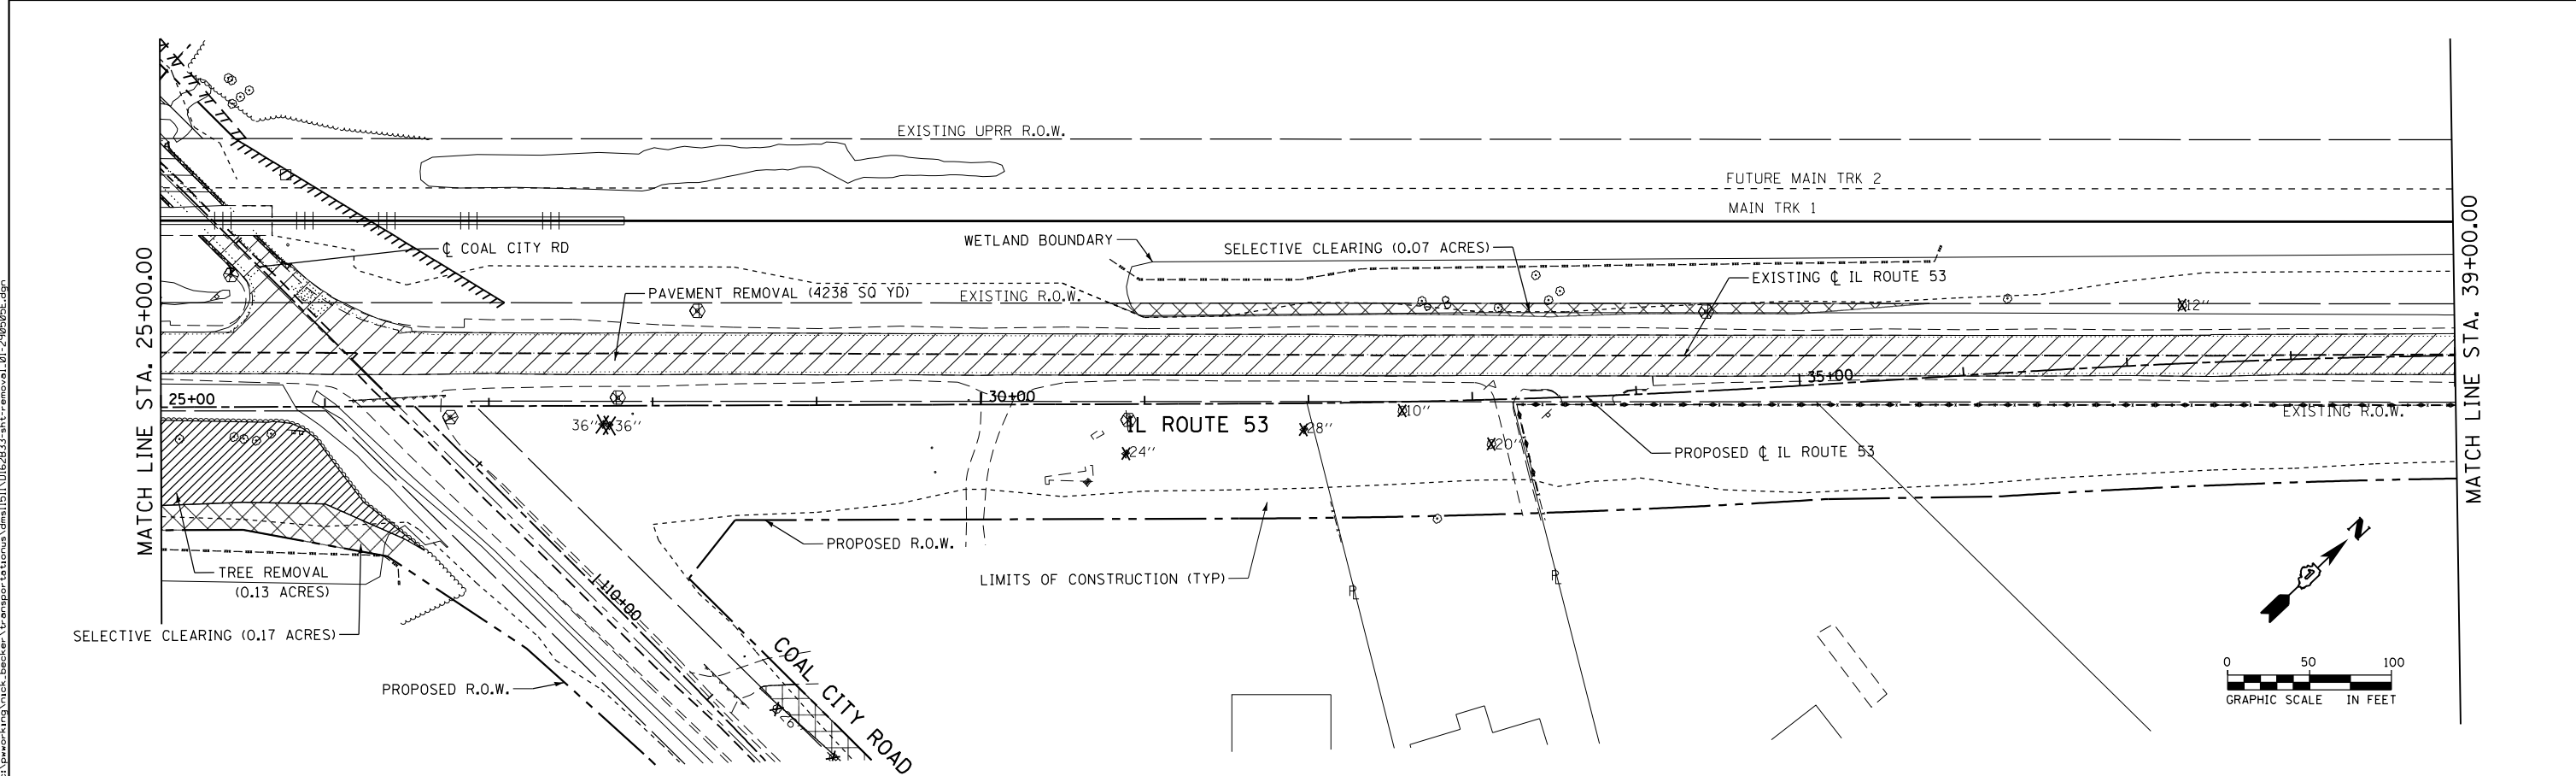 EXISTING UPRR R.O.W.
FUTURE MAIN TRK 2
MAIN TRK 1
WETLAND BOUNDARY
SELECTIVE CLEARING (0.07 ACRES)
℄ COAL CITY RD
EXISTING ℄ IL ROUTE 53
PAVEMENT REMOVAL (4238 SQ YD)
EXISTING R.O.W.
12"
MATCH LINE STA. 25+00.00
MATCH LINE STA. 39+00.00
25+00
30+00
35+00
36"
36"
IL ROUTE 53
24"
28"
10"
20"
EXISTING R.O.W.
PROPOSED ℄ IL ROUTE 53
PROPOSED R.O.W.
LIMITS OF CONSTRUCTION (TYP)
TREE REMOVAL
(0.13 ACRES)
SELECTIVE CLEARING (0.17 ACRES)
110+00
PROPOSED R.O.W.
COAL CITY ROAD
26
PL
PL
N
0 50 100
GRAPHIC SCALE IN FEET